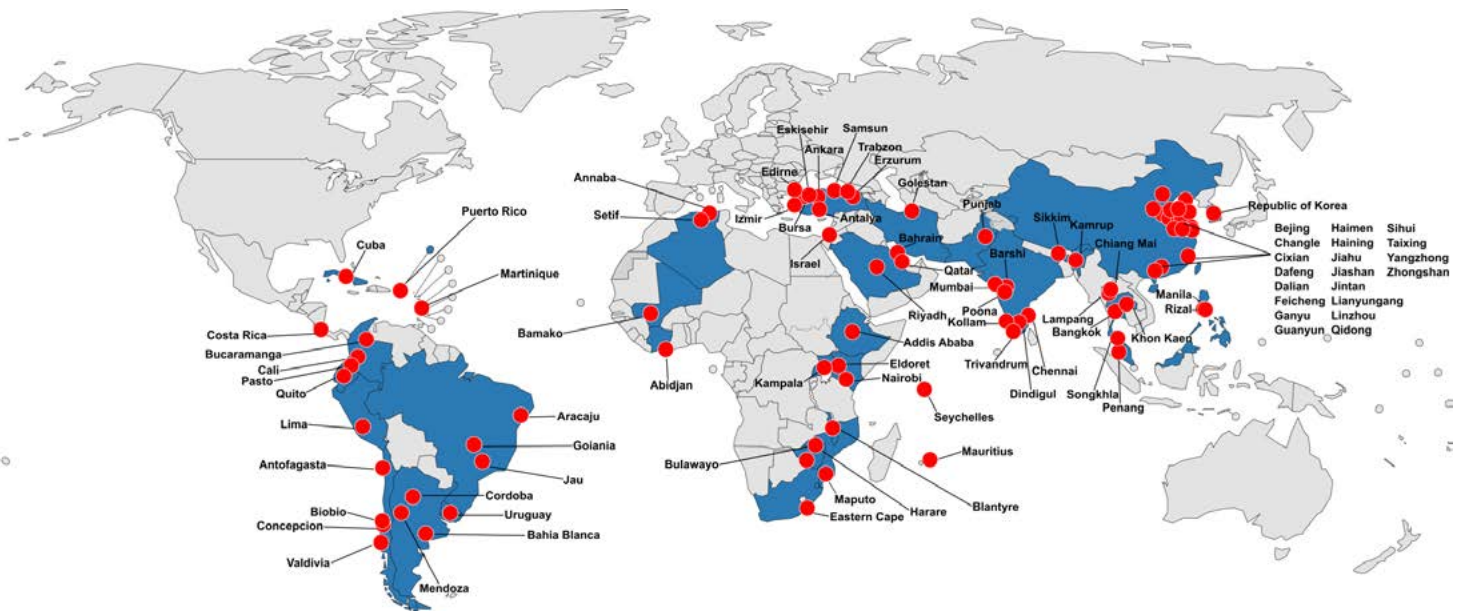 Eskisehir
Samsun
Ankara
Trabzon
Edirne
Erzurum
Annaba
Golestan
Setif
Izmir
Bursa
Antalya
Punjab
Sikkim
Kamrup
Republic of Korea
Puerto Rico
Cuba
Martinique
Israel
Bahrain
Barshi
Chiang Mai
Qatar
Mumbai
Poona
Riyadh
Kollam
Lampang
Bangkok
Manila
Rizal
Bejing Haimen Sihui
Changle Haining Taixing
Cixian Jiahu Yangzhong
Dafeng Jiashan Zhongshan
Dalian Jintan
Feicheng Lianyungang
Ganyu Linzhou
Guanyun Qidong
Costa Rica
Bucaramanga
Cali
Pasto
Quito
Bamako
Abidjan
Addis Ababa
Eldoret
Kampala
Nairobi
Trivandrum
Chennai
Khon Kaen
Dindigul
Songkhla
Penang
Seychelles
Lima
Aracaju
Goiania
Antofagasta
Jau
Bulawayo
Mauritius
Cordoba
Biobio
Uruguay
Concepcion
Bahia Blanca
Valdivia
Mendoza
Maputo
Eastern Cape
Harare
Blantyre